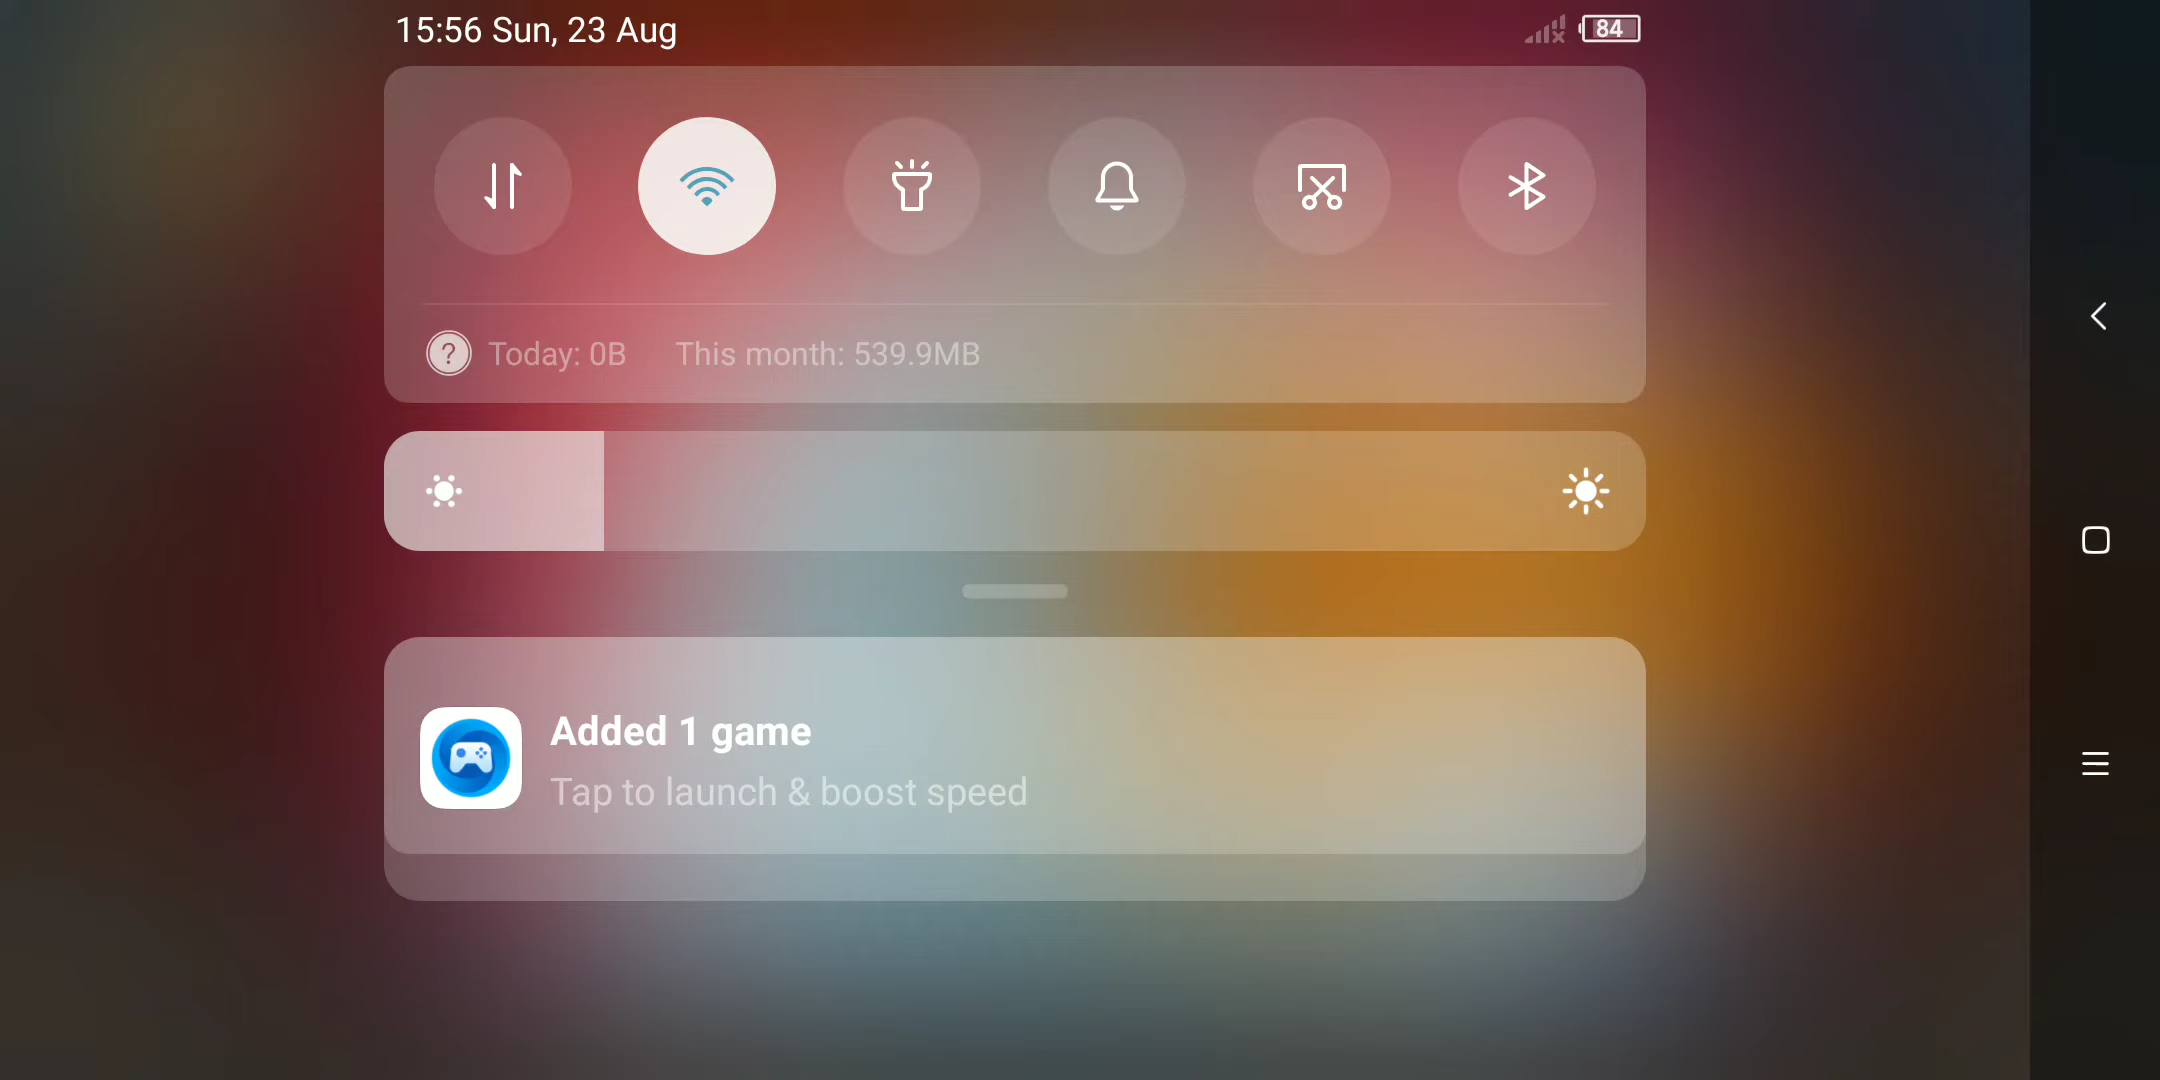 15:56 Sun, 23 Aug
84
? Today: 0B This month: 539.9MB
Added 1 game
Tap to launch & boost speed